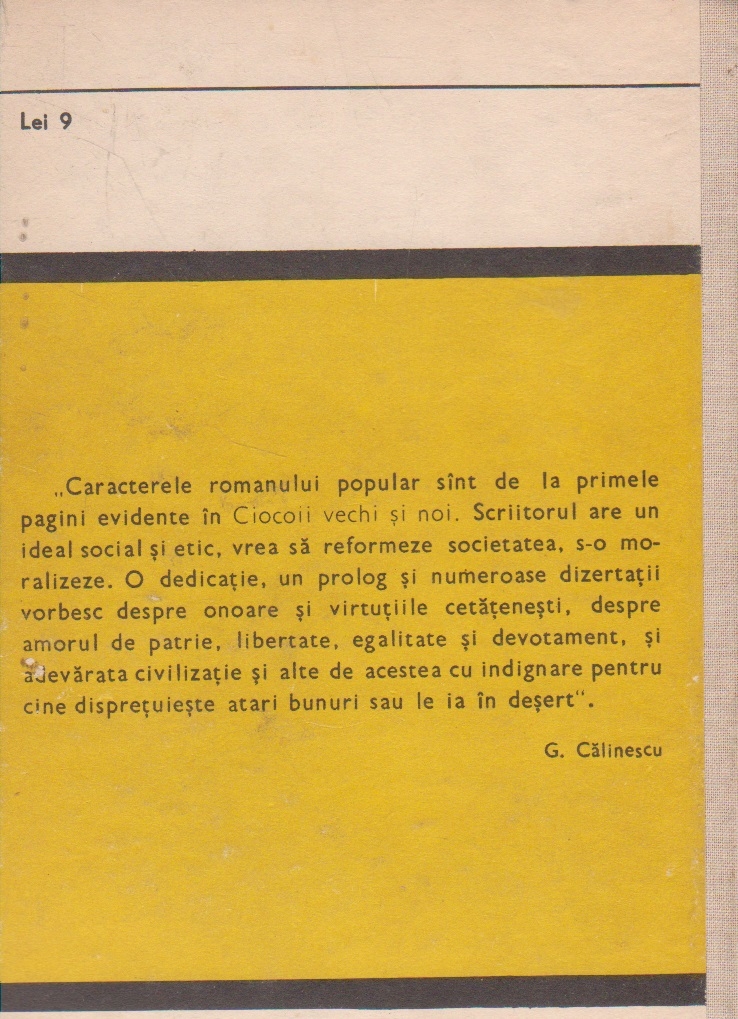 Lei 9
„Caracterele romanului popular sînt de la primele
pagini evidente în Ciocoii vechi și noi. Scriitorul are un
ideal social și etic, vrea să reformeze societatea, s-o mo-
ralizeze. O dedicație, un prolog și numeroase dizertații
vorbesc despre onoare și virtuțiile cetățenești, despre
amorul de patrie, libertate, egalitate și devotament, și
adevărata civilizație și alte de acestea cu indignare pentru
cine disprețuiește atari bunuri sau le ia în deșert“.
G. Călinescu